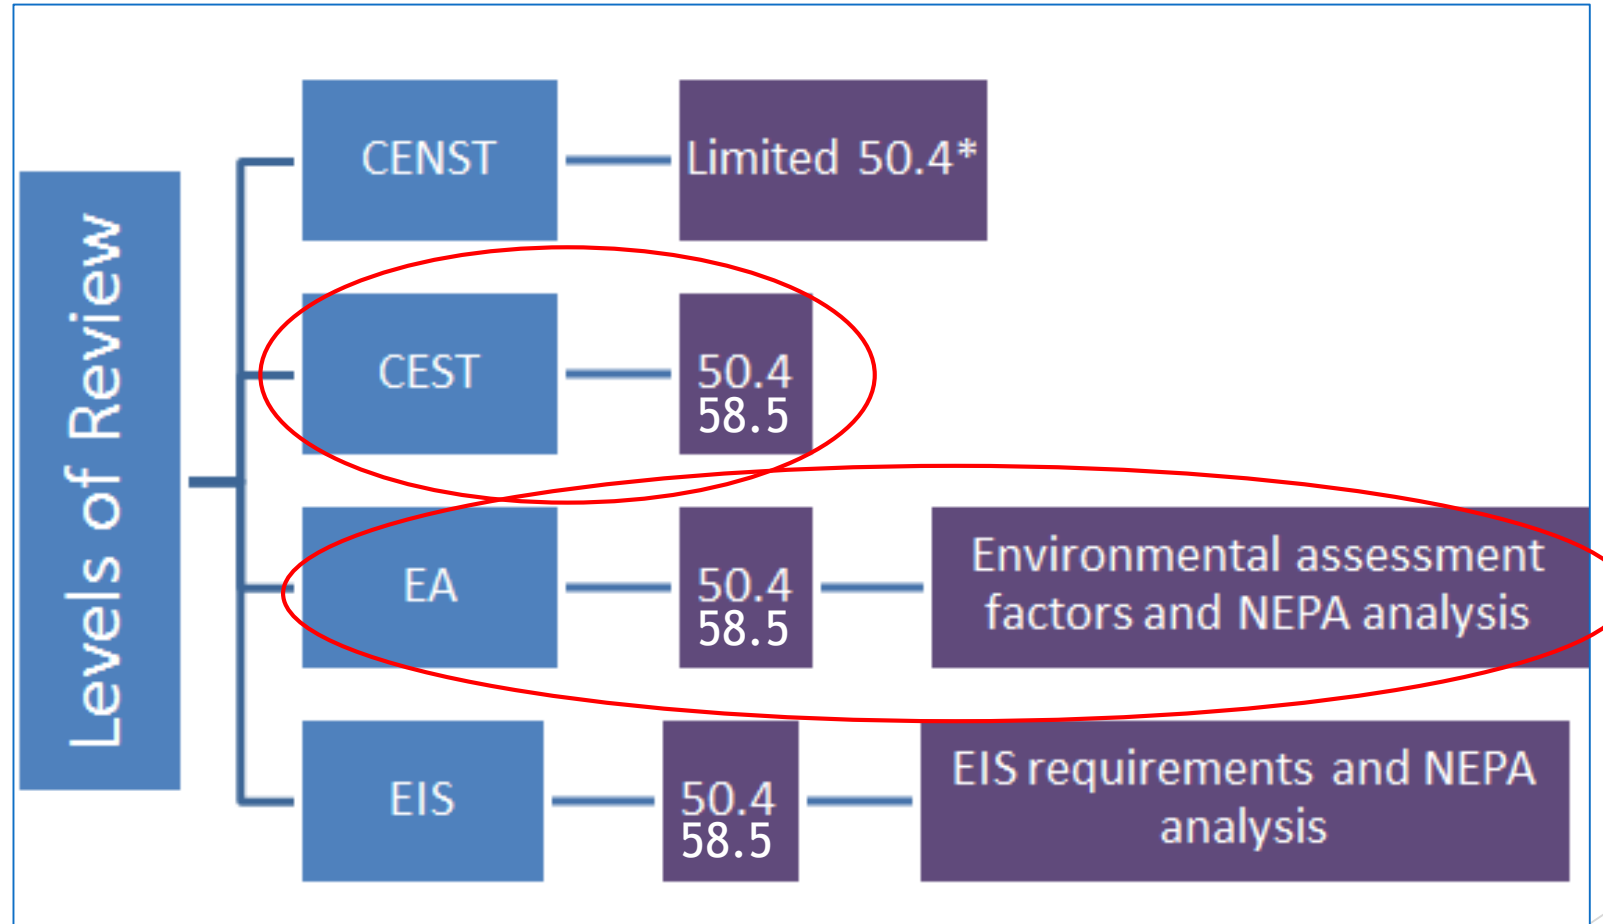 Levels of Review
CENST
Limited 50.4*
CEST
50.4
58.5
EA
50.4
58.5
Environmental assessment
factors and NEPA analysis
EIS
50.4
58.5
EIS requirements and NEPA
analysis